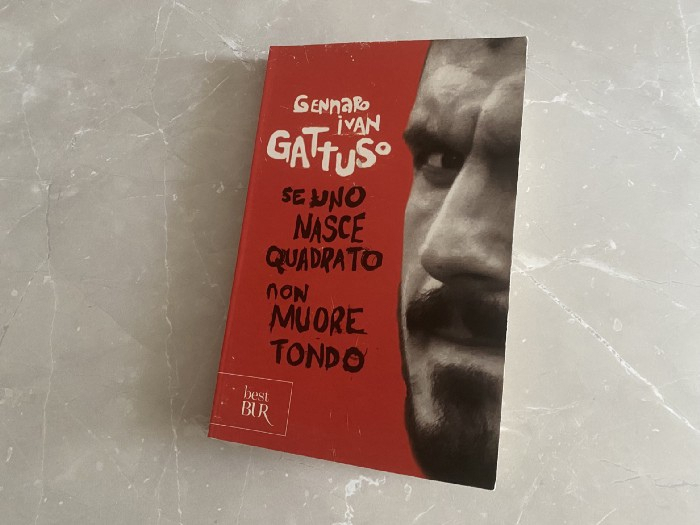 Gennaro
ivan
GATTUSO
SE UNO
NASCE
QUADRATO
non
MUORE
TONDO
best
BUR